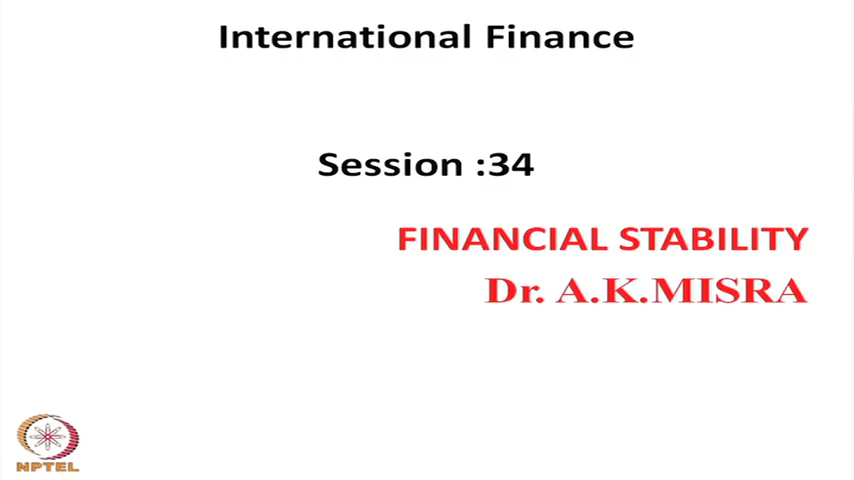 International Finance
Session :34
FINANCIAL STABILITY
Dr. A.K.MISRA
NPTEL